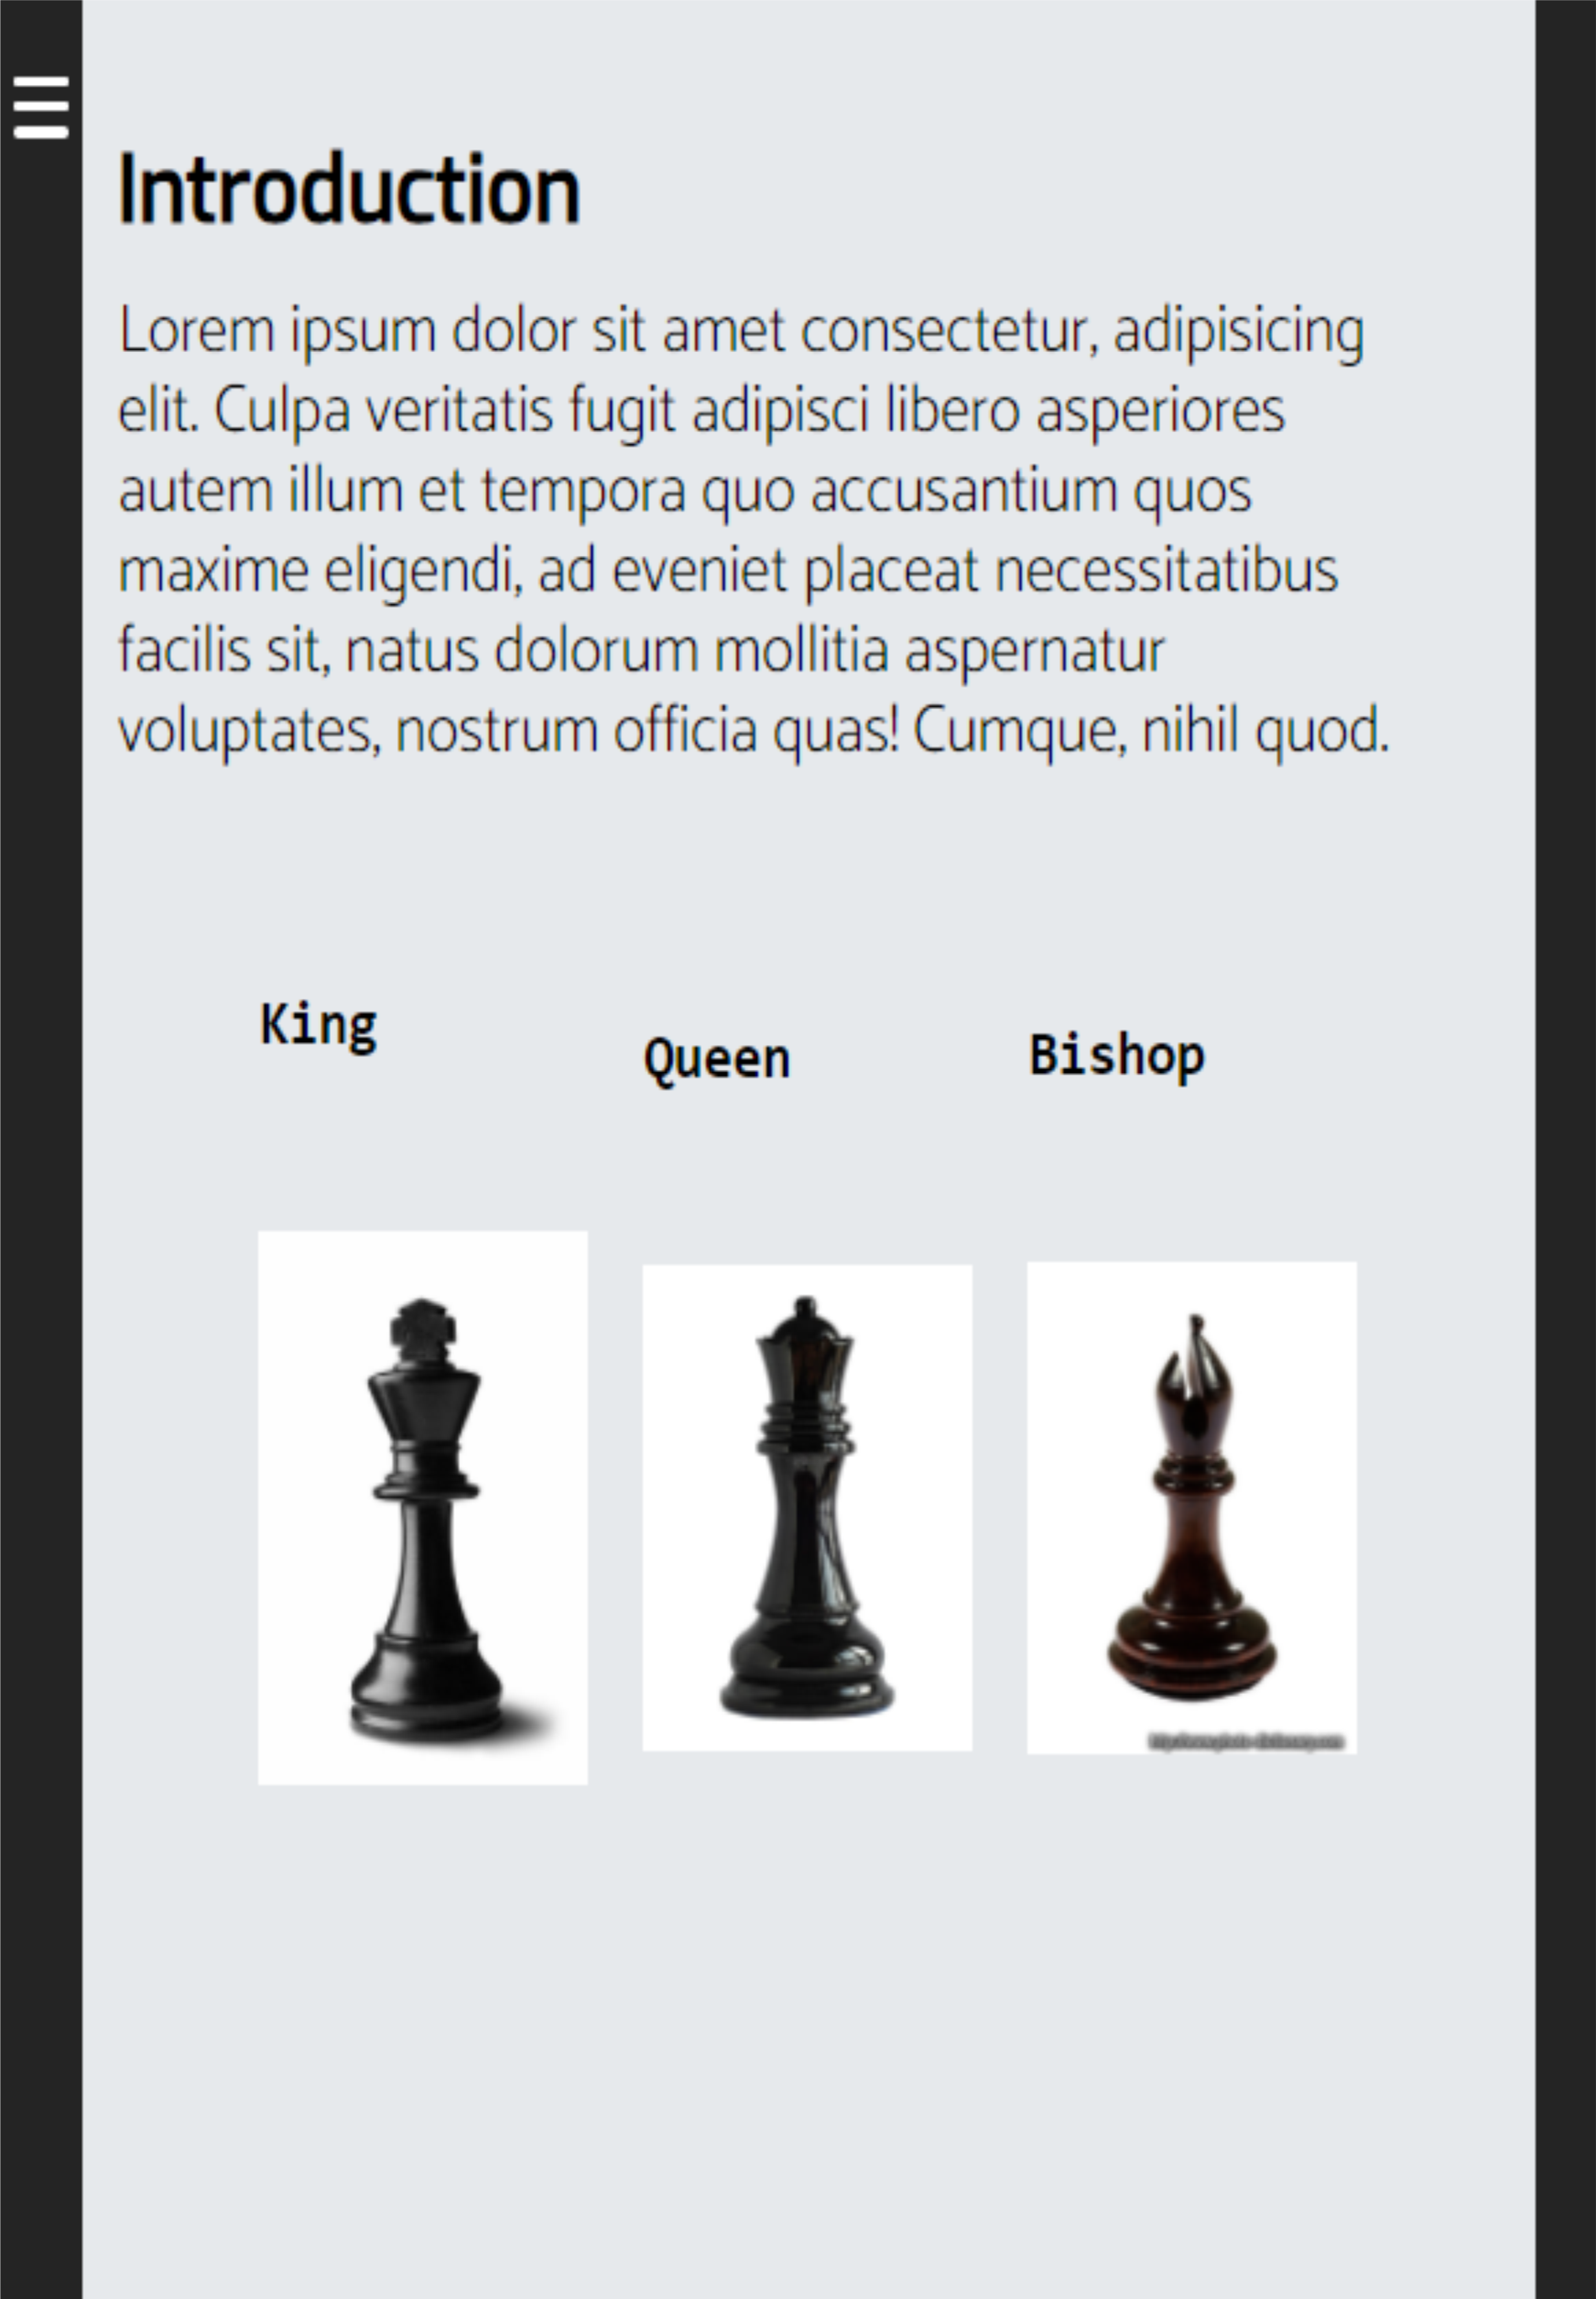 Introduction
Lorem ipsum dolor sit amet consectetur, adipisicing
elit. Culpa veritatis fugit adipisci libero asperiores
autem illum et tempora quo accusantium quos
maxime eligendi, ad eveniet placeat necessitatibus
facilis sit, natus dolorum mollitia aspernatur
voluptates, nostrum officia quas! Cumque, nihil quod.
King
Queen
Bishop